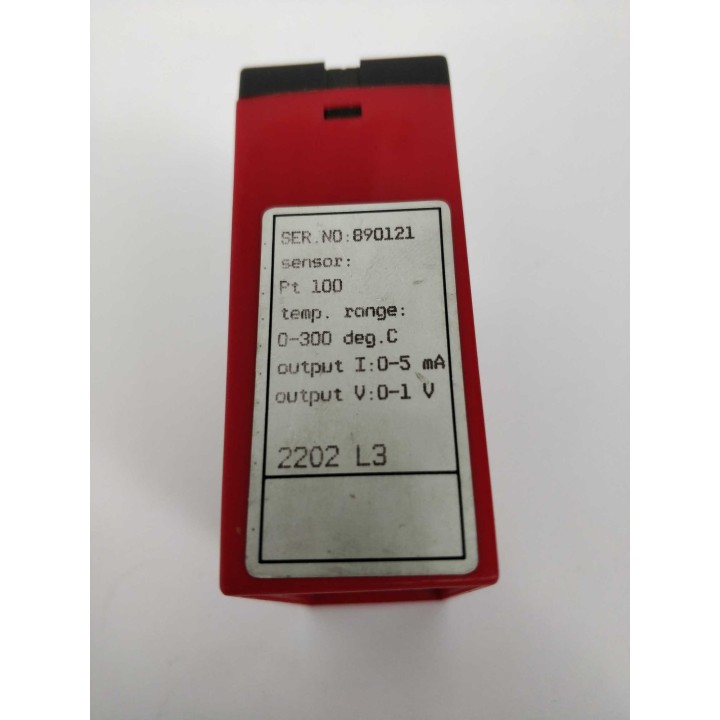 SER.NO:890121
sensor:
Pt 100
temp. range:
0-300 deg.C
output I:0-5 mA
output V:0-1 V
2202 L3